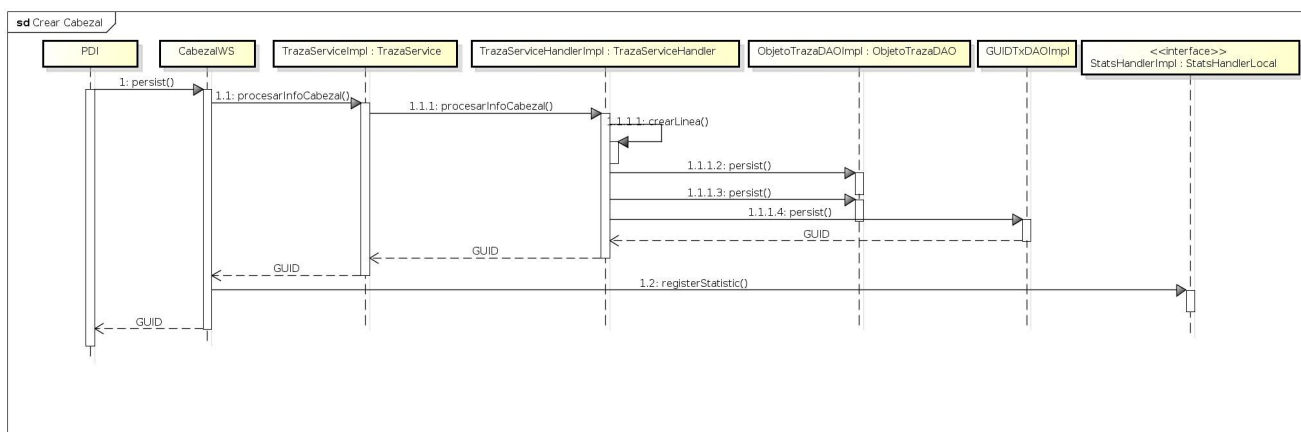 sd Crear Cabezal
PDI
CabezalWS
TrazaServiceImpl : TrazaService
TrazaServiceHandlerImpl : TrazaServiceHandler
ObjetoTrazaDAOImpl : ObjetoTrazaDAO
GUIDTxDAOImpl
<<interface>>
StatsHandlerImpl : StatsHandlerLocal
1: persist()
1.1: procesarInfoCabezal()
1.1.1: procesarInfoCabezal()
1.1.1.1: crearLinea()
1.1.1.2: persist()
1.1.1.3: persist()
1.1.1.4: persist()
GUID
GUID
GUID
1.2: registerStatistic()
GUID